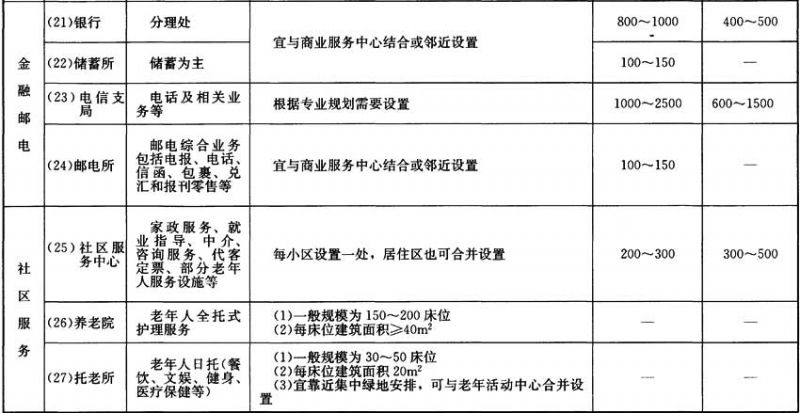 金融邮电
(21)银行
分理处
宜与商业服务中心结合或邻近设置
800～1000
400～500
(22)储蓄所
储蓄为主
100～150
—
(23)电信支
局
电话及相关业
务等
根据专业规划需要设置
1000～2500
600～1500
(24)邮电所
邮电综合业务
包括电报、电话、
信函、包裹、兑
汇和报刊零售等
宜与商业服务中心结合或邻近设置
100～150
—
社区服务
(25)社区服
务中心
家政服务、就
业指导、中介、
咨询服务、代客
定票、部分老年
人服务设施等
每小区设置一处，居住区也可合并设置
200～300
300～500
(26)养老院
老年人全托式
护理服务
(1)一般规模为150～200床位
(2)每床位建筑面积≥40m²
—
—
(27)托老所
老年人日托(餐
饮、文娱、健身、
医疗保健等)
(1)一般规模为30～50床位
(2)每床位建筑面积20m²
(3)宜靠近集中绿地安排，可与老年活动中心合并设
置
—
—